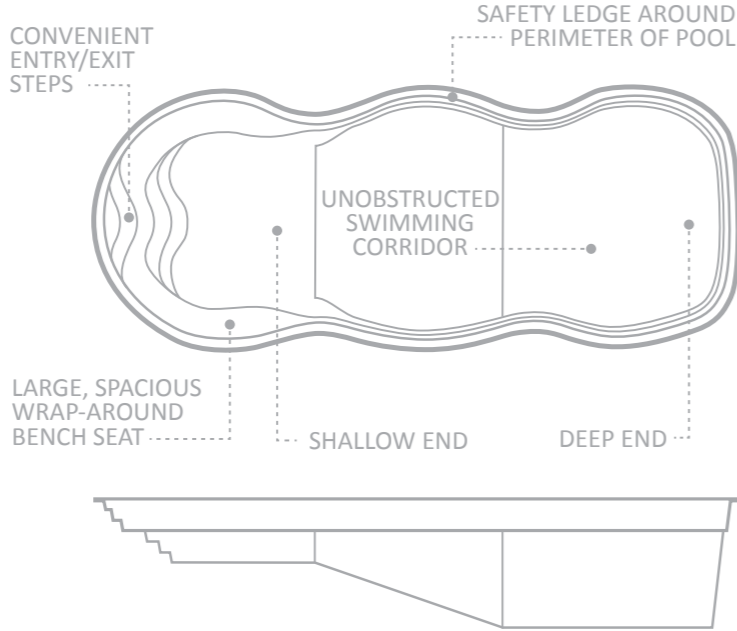 CONVENIENT
ENTRY/EXIT
STEPS
SAFETY LEDGE AROUND
PERIMETER OF POOL
UNOBSTRUCTED
SWIMMING
CORRIDOR
LARGE, SPACIOUS
WRAP-AROUND
BENCH SEAT
SHALLOW END
DEEP END